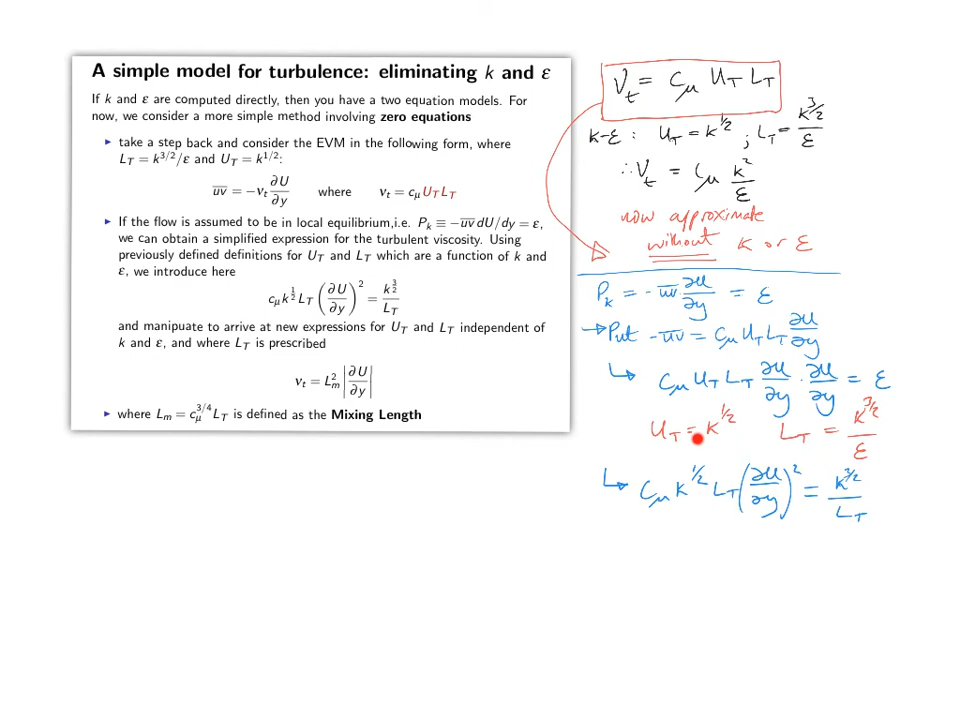 A simple model for turbulence: eliminating k and ε
If k and ε are computed directly, then you have a two equation models. For
now, we consider a more simple method involving zero equations
▶ take a step back and consider the EVM in the following form, where
L_T = k^{3/2}/ε and U_T = k^{1/2}:
\overline{uv} = −ν_t ∂U/∂y where ν_t = c_μ U_T L_T
▶ If the flow is assumed to be in local equilibrium,i.e. P_k ≡ −\overline{uv} dU/dy = ε,
we can obtain a simplified expression for the turbulent viscosity. Using
previously defined definitions for U_T and L_T which are a function of k and
ε, we introduce here
c_μ k^{1/2} L_T (∂U/∂y)^2 = k^{3/2}/L_T
and manipuate to arrive at new expressions for U_T and L_T independent of
k and ε, and where L_T is prescribed
ν_t = L_m^2 |∂U/∂y|
▶ where L_m = c_μ^{3/4} L_T is defined as the Mixing Length
ν_t = C_μ U_T L_T
K-ε : U_T = K^{1/2} ; L_T = K^{3/2}/ε
∴ ν_t = C_μ K^2/ε
now approximate
without K or ε
P_k = - \overline{uv} ∂U/∂y = ε
→ Put -\overline{uv} = C_μ U_T L_T ∂U/∂y
↳ C_μ U_T L_T ∂U/∂y · ∂U/∂y = ε
U_T = K^{1/2} L_T = K^{3/2}/ε
↳ C_μ K^{1/2} L_T (∂U/∂y)^2 = K^{3/2}/L_T